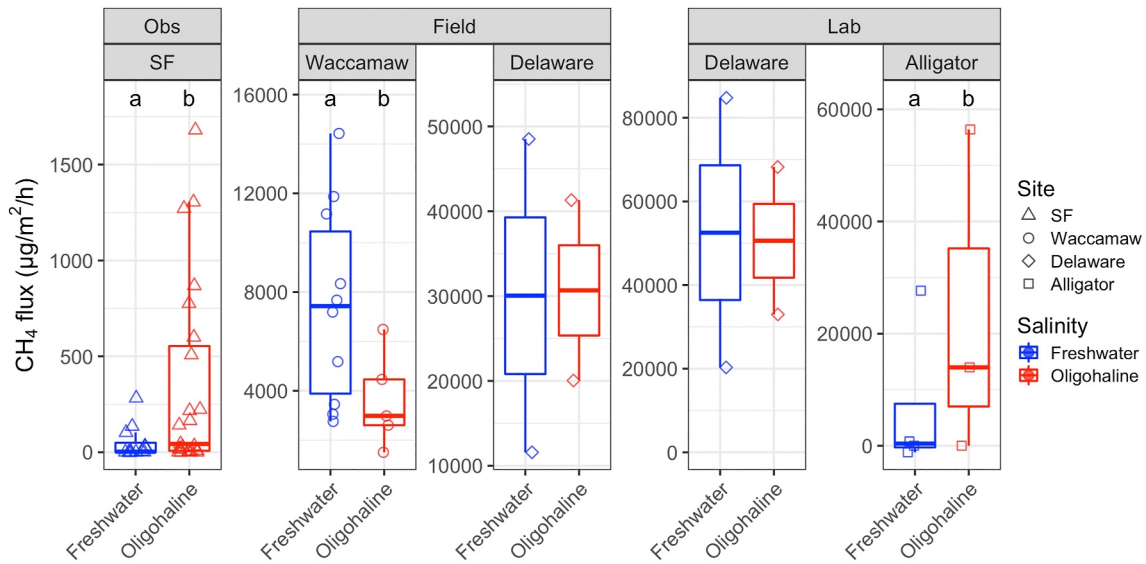 Obs Field Lab
SF Waccamaw Delaware Delaware Alligator
CH4 flux (µg/m²/h)
a b
1500
1000
500
0
Freshwater
Oligohaline
a b
16000
12000
8000
4000
Freshwater
Oligohaline
50000
40000
30000
20000
10000
Freshwater
Oligohaline
80000
60000
40000
20000
0
Freshwater
Oligohaline
a b
60000
40000
20000
0
Freshwater
Oligohaline
Site
SF
Waccamaw
Delaware
Alligator
Salinity
Freshwater
Oligohaline